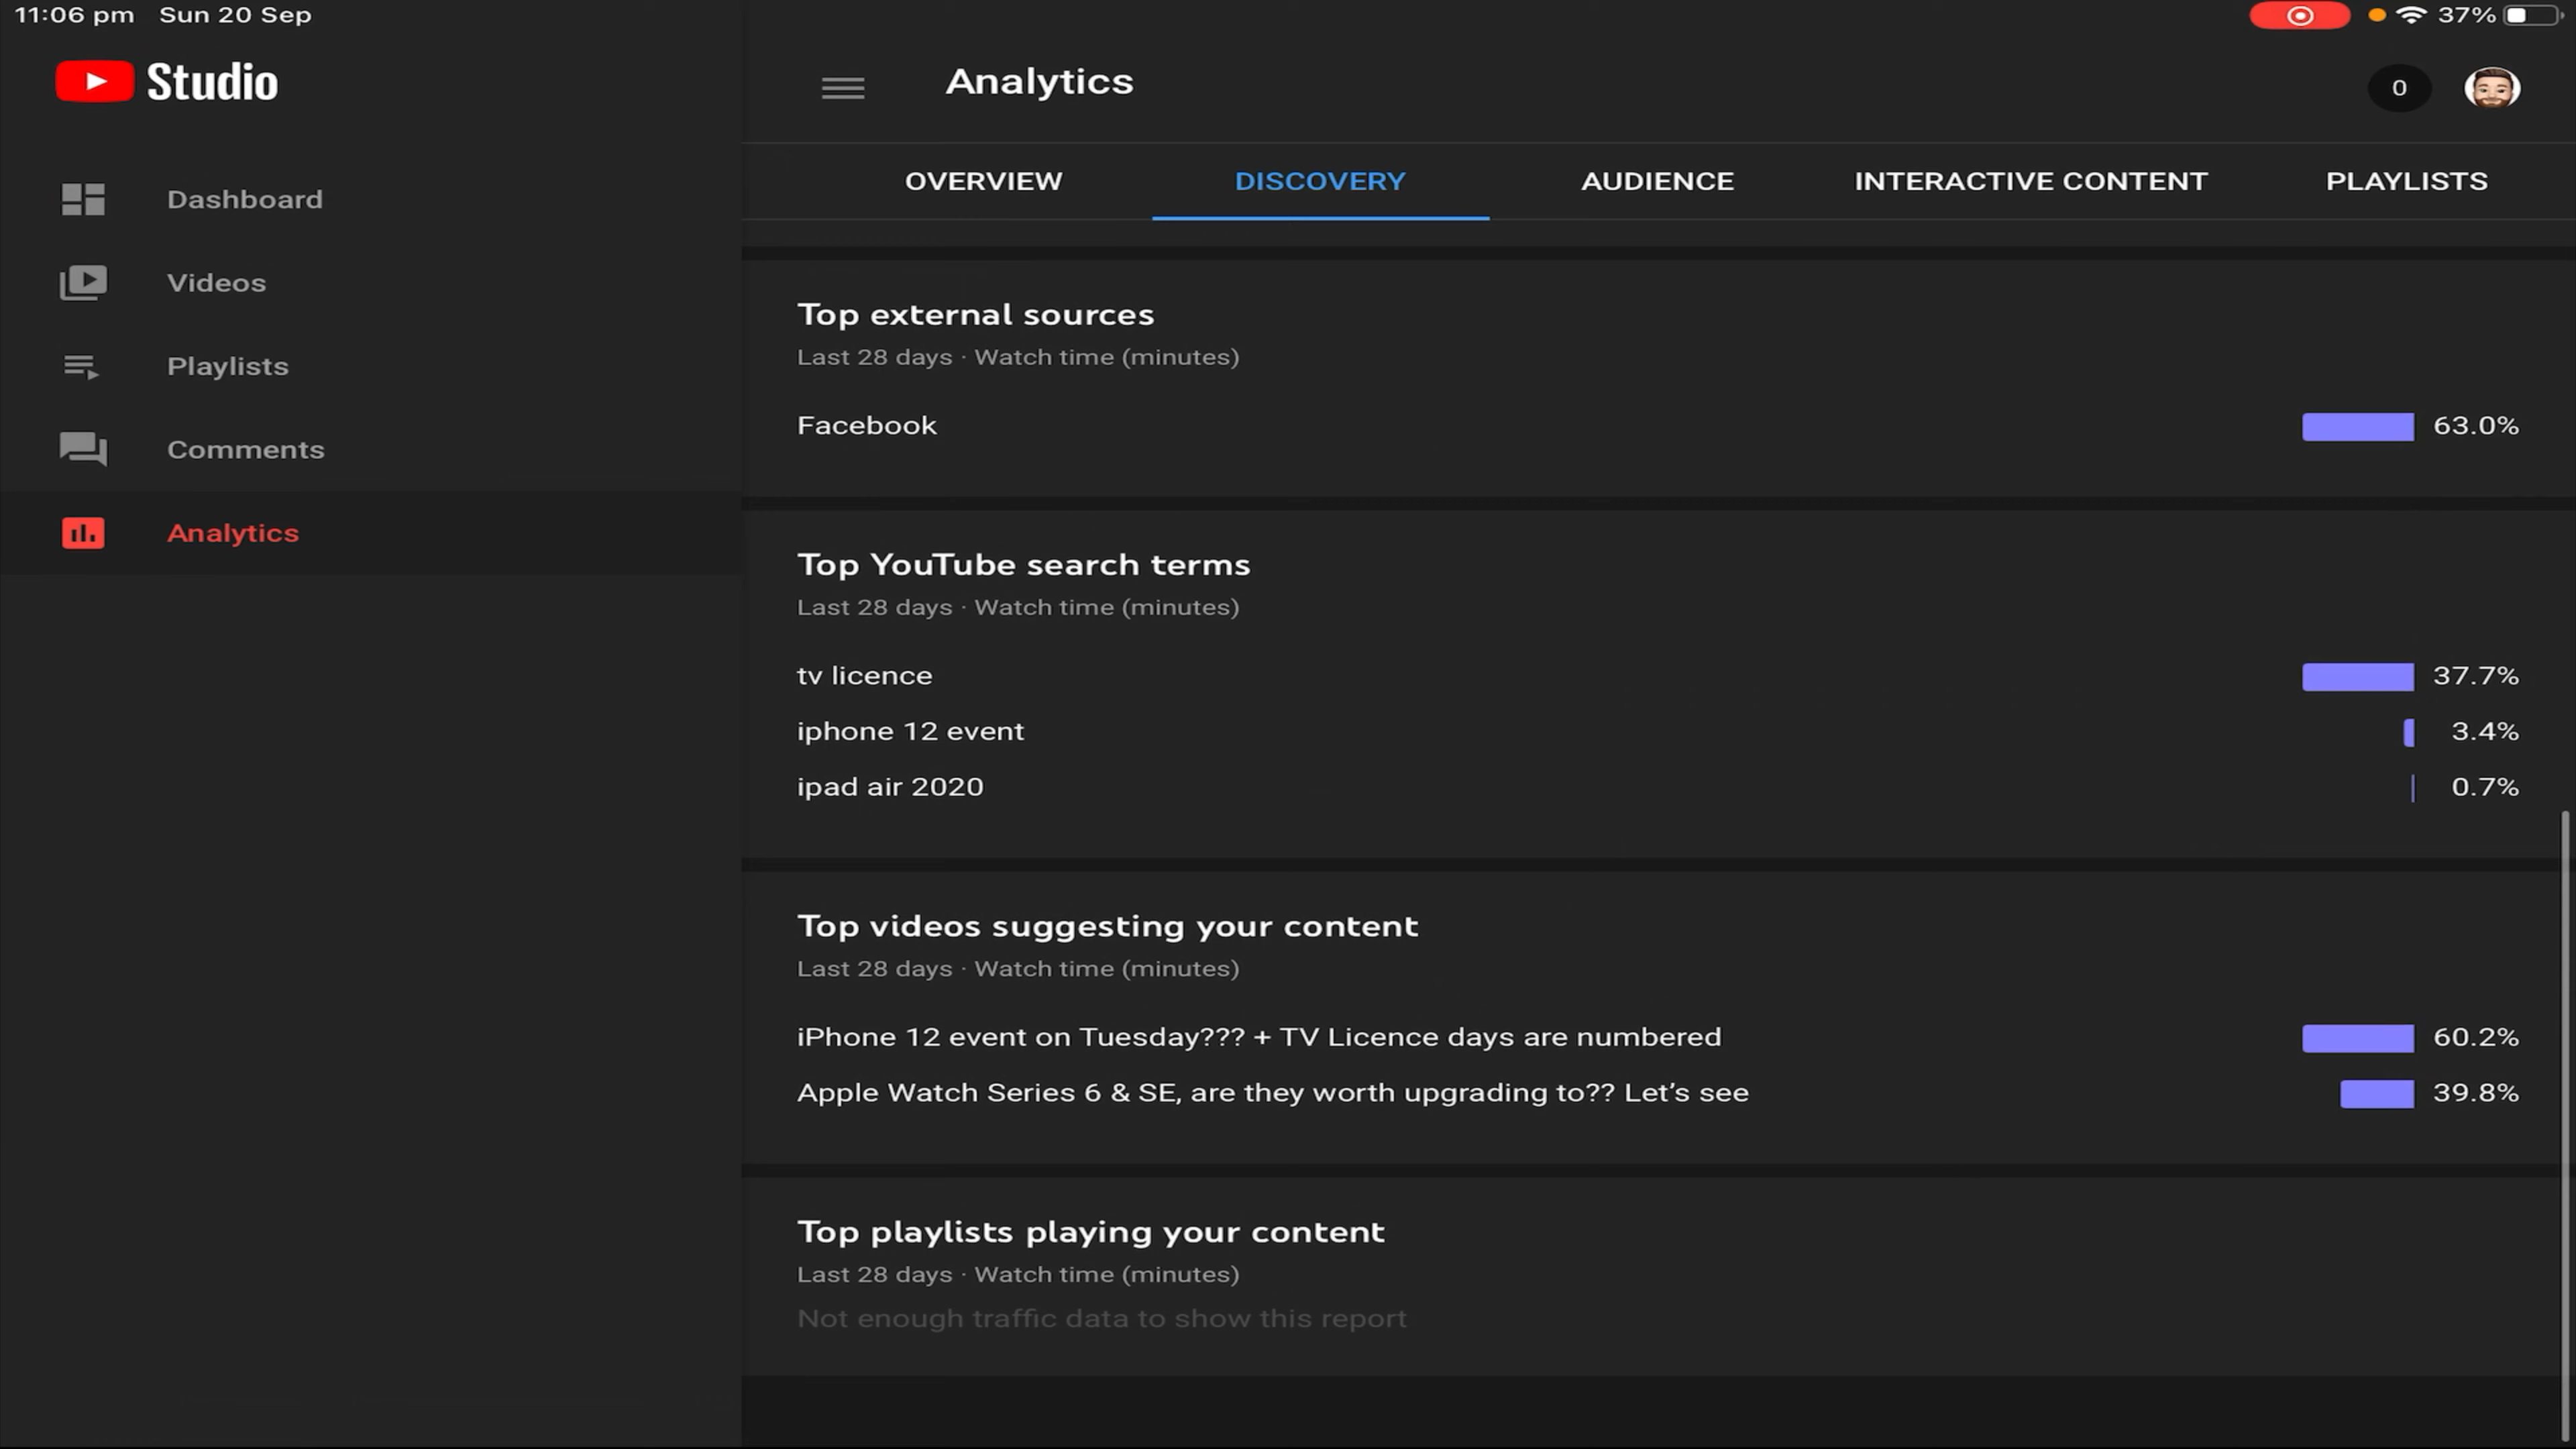 11:06 pm Sun 20 Sep
37%
Studio
Analytics
0
Dashboard
Videos
Playlists
Comments
Analytics
OVERVIEW DISCOVERY AUDIENCE INTERACTIVE CONTENT PLAYLISTS
Top external sources
Last 28 days · Watch time (minutes)
Facebook 63.0%
Top YouTube search terms
Last 28 days · Watch time (minutes)
tv licence 37.7%
iphone 12 event 3.4%
ipad air 2020 0.7%
Top videos suggesting your content
Last 28 days · Watch time (minutes)
iPhone 12 event on Tuesday??? + TV Licence days are numbered 60.2%
Apple Watch Series 6 & SE, are they worth upgrading to?? Let’s see 39.8%
Top playlists playing your content
Last 28 days · Watch time (minutes)
Not enough traffic data to show this report